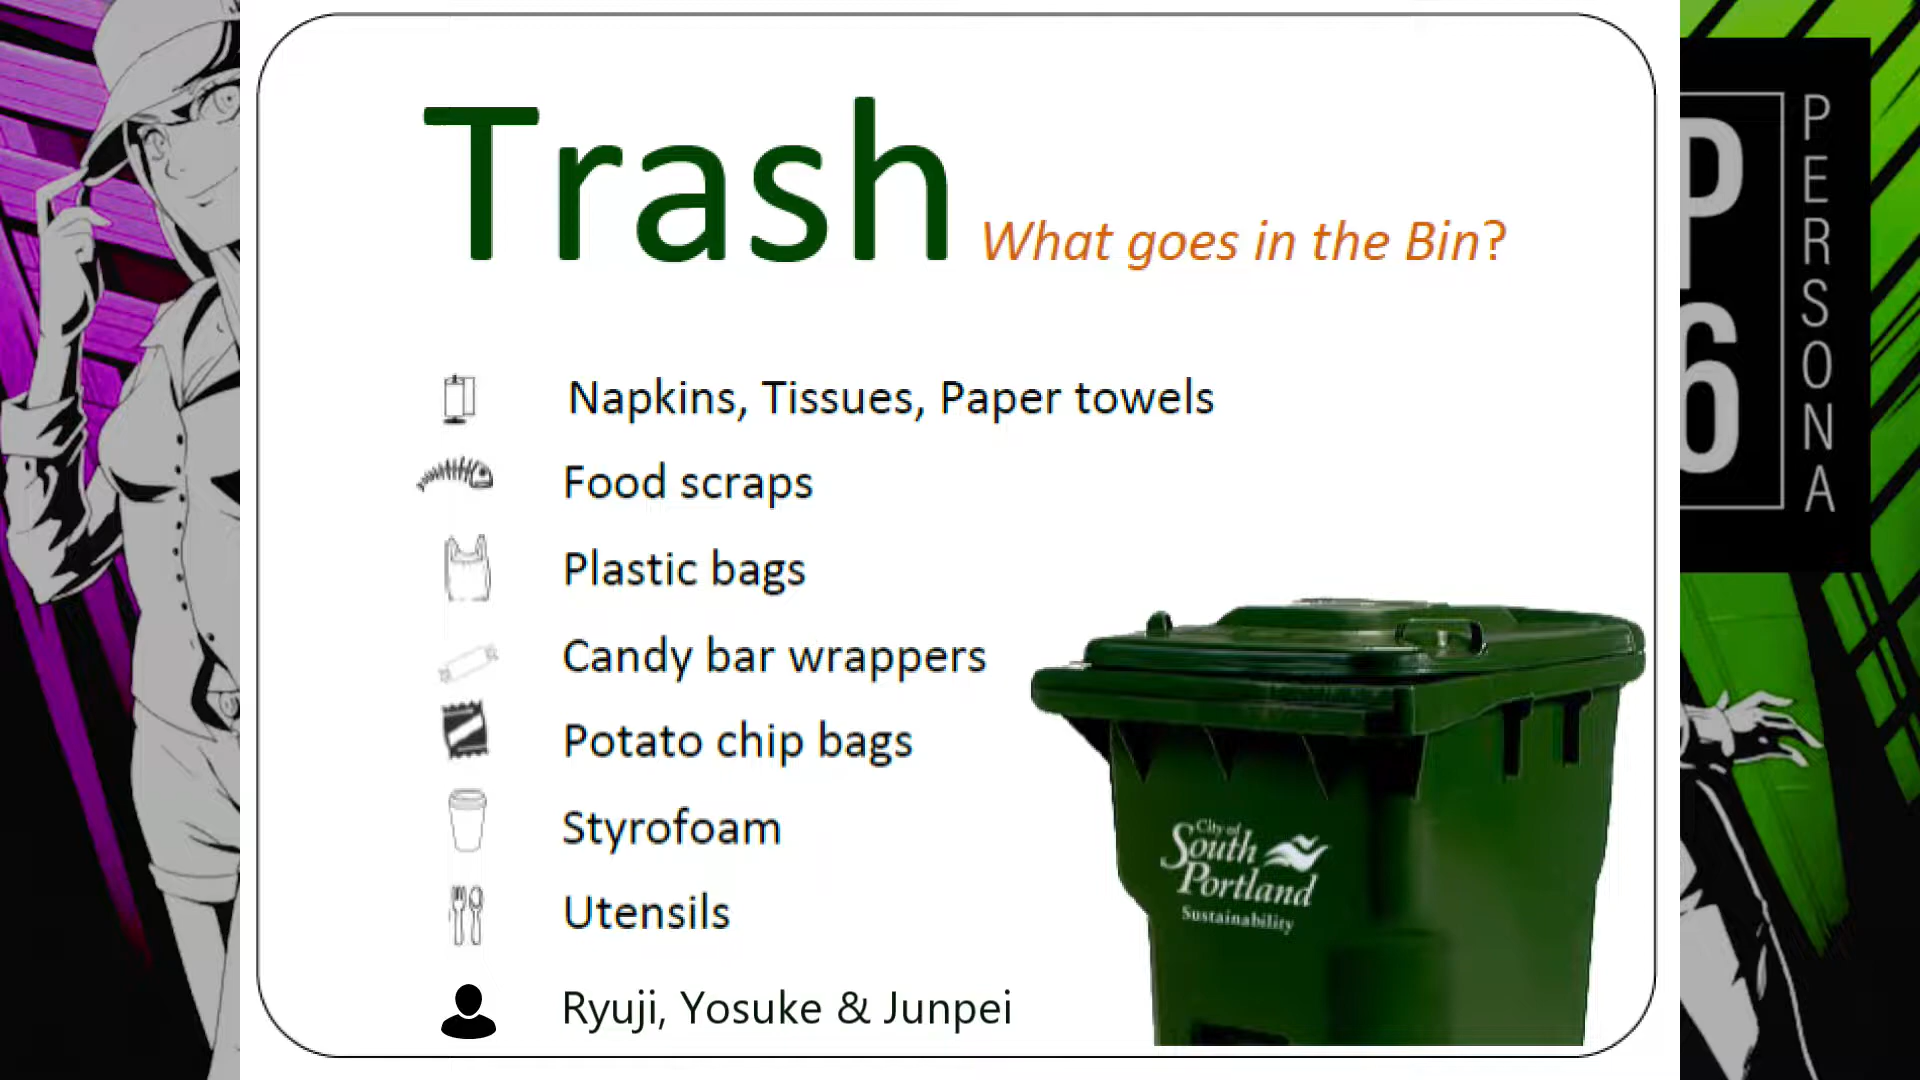 Trash What goes in the Bin?
Napkins, Tissues, Paper towels
Food scraps
Plastic bags
Candy bar wrappers
Potato chip bags
Styrofoam
Utensils
Ryuji, Yosuke & Junpei
City of
South
Portland
Sustainability
P
6
PERSONA